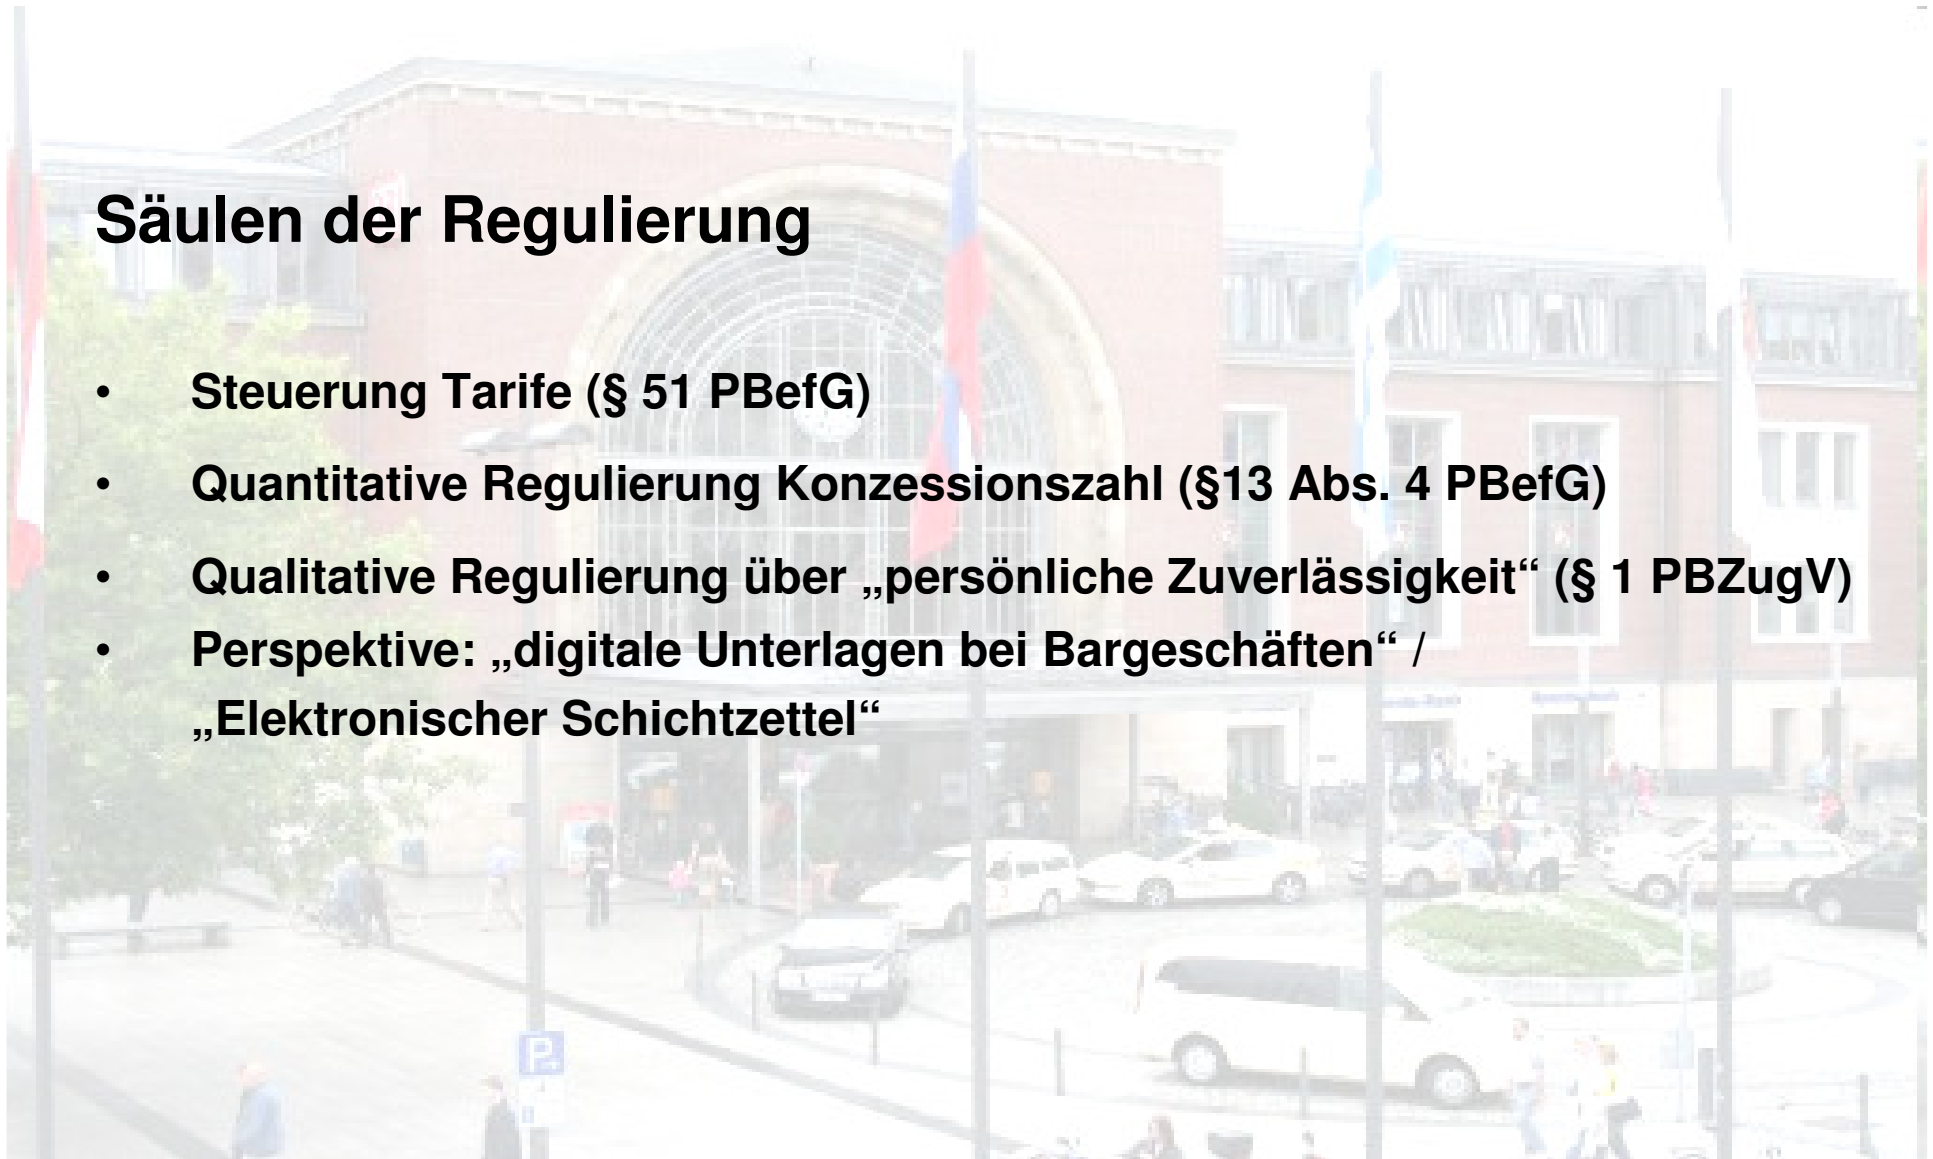 Säulen der Regulierung
• Steuerung Tarife (§ 51 PBefG)
• Quantitative Regulierung Konzessionszahl (§13 Abs. 4 PBefG)
• Qualitative Regulierung über „persönliche Zuverlässigkeit“ (§ 1 PBZugV)
• Perspektive: „digitale Unterlagen bei Bargeschäften“ /
„Elektronischer Schichtzettel“
P